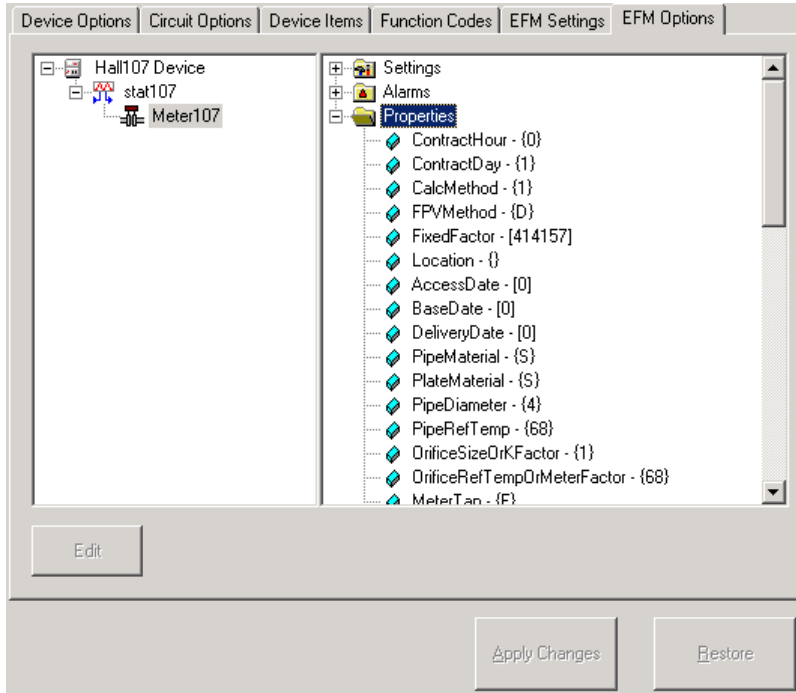 Device Options Circuit Options Device Items Function Codes EFM Settings EFM Options
Hall107 Device
stat107
Meter107
Settings
Alarms
Properties
ContractHour - {0}
ContractDay - {1}
CalcMethod - {1}
FPVMethod - {D}
FixedFactor - [414157]
Location - {}
AccessDate - [0]
BaseDate - [0]
DeliveryDate - [0]
PipeMaterial - {S}
PlateMaterial - {S}
PipeDiameter - {4}
PipeRefTemp - {68}
OrificeSizeOrKFactor - {1}
OrificeRefTempOrMeterFactor - {68}
MeterTap - {F}
Edit
Apply Changes Restore